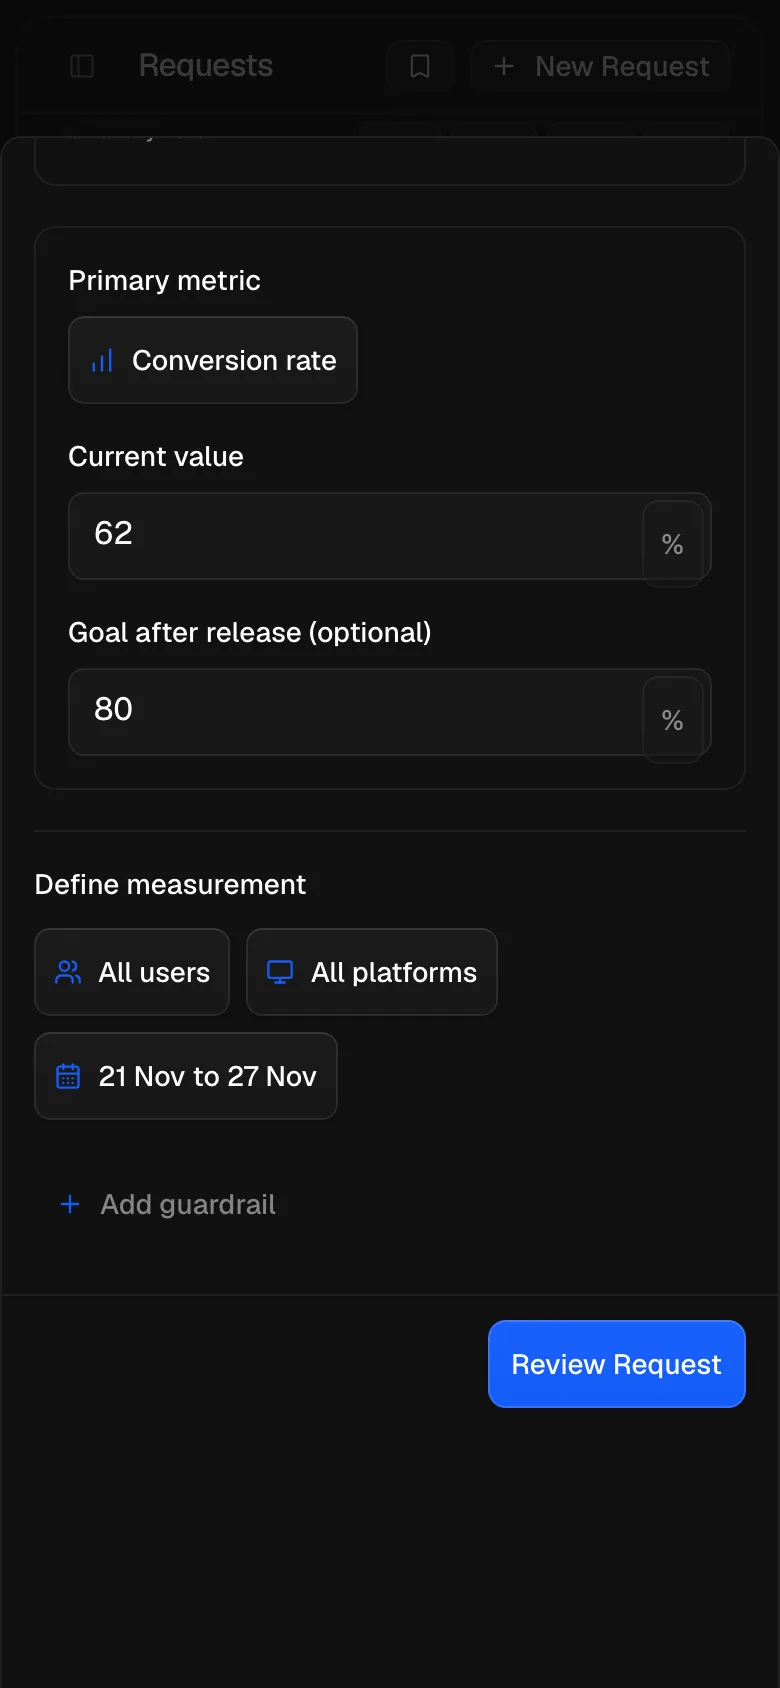 Requests
New Request
Primary metric
Conversion rate
Current value
62
%
Goal after release (optional)
80
%
Define measurement
All users
All platforms
21 Nov to 27 Nov
Add guardrail
Review Request